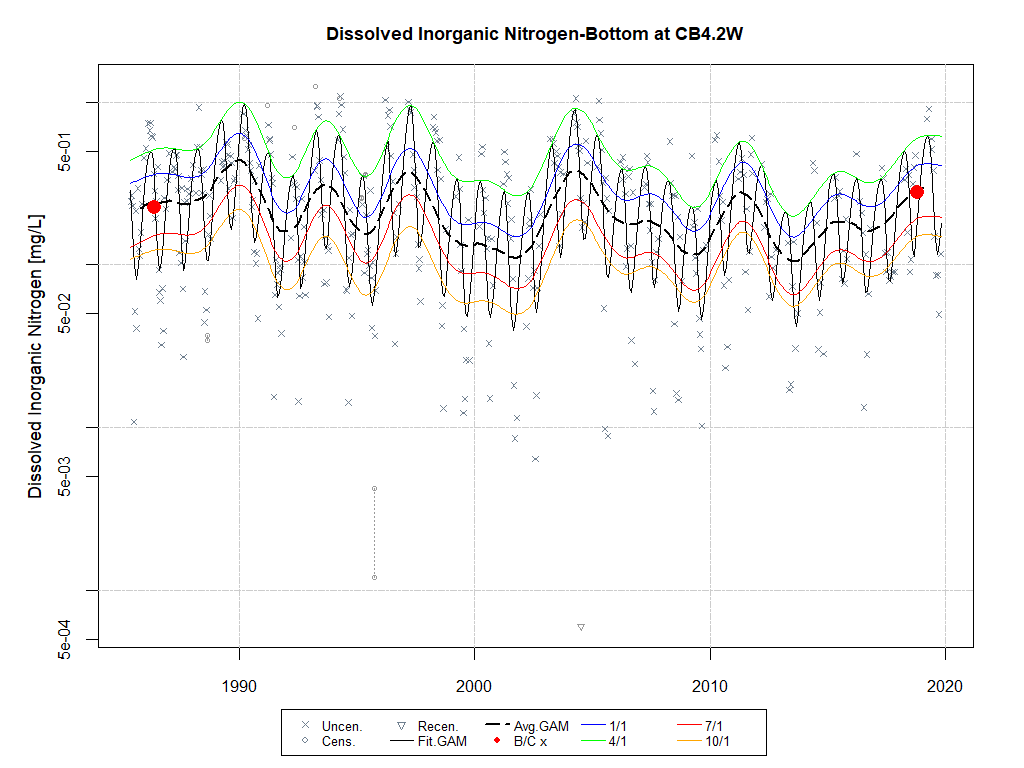 Dissolved Inorganic Nitrogen-Bottom at CB4.2W
Dissolved Inorganic Nitrogen [mg/L]
5e-01
5e-02
5e-03
5e-04
1990 2000 2010 2020
Uncen. Recen. Avg.GAM 1/1 7/1
Cens. Fit.GAM B/C x 4/1 10/1